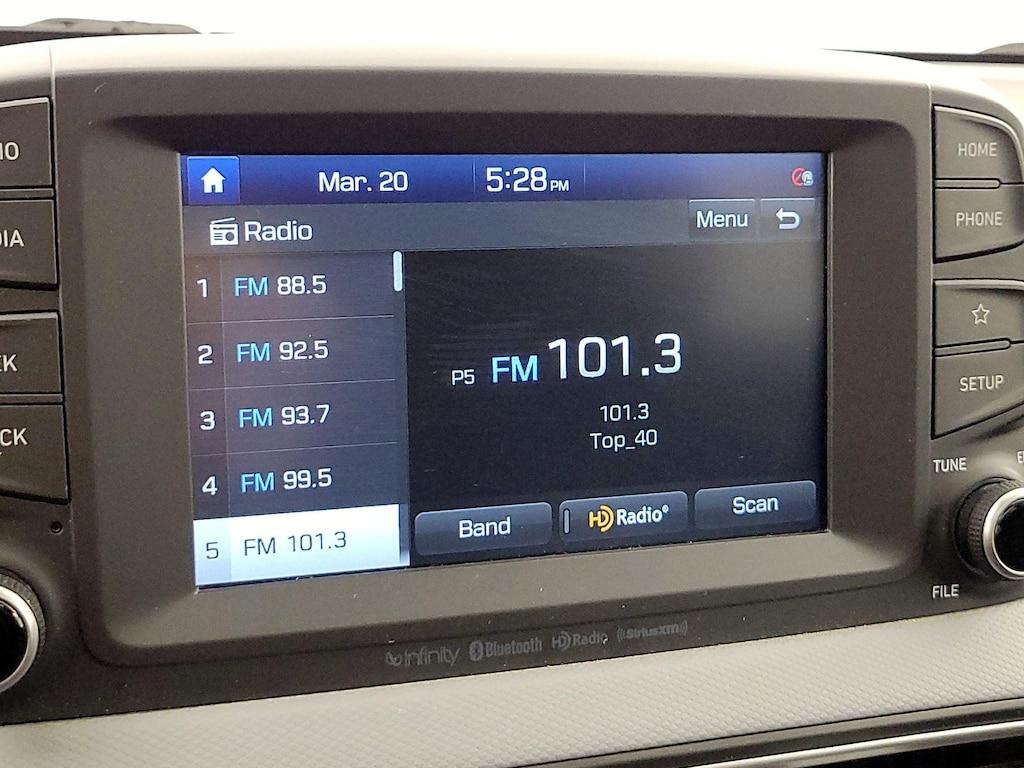 Mar. 20 5:28 PM
Radio Menu
1 FM 88.5
2 FM 92.5
3 FM 93.7
4 FM 99.5
5 FM 101.3
P5 FM 101.3
101.3
Top_40
Band HD Radio® Scan
HOME
PHONE
SETUP
TUNE
FILE
Infinity Bluetooth HD Radio SiriusXM